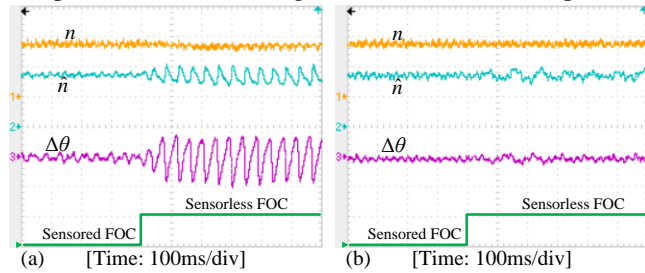 n
n̂
Δθ
1
2
3
Sensorless FOC
Sensored FOC
(a) [Time: 100ms/div]
n
n̂
Δθ
1
2
3
Sensorless FOC
Sensored FOC
(b) [Time: 100ms/div]